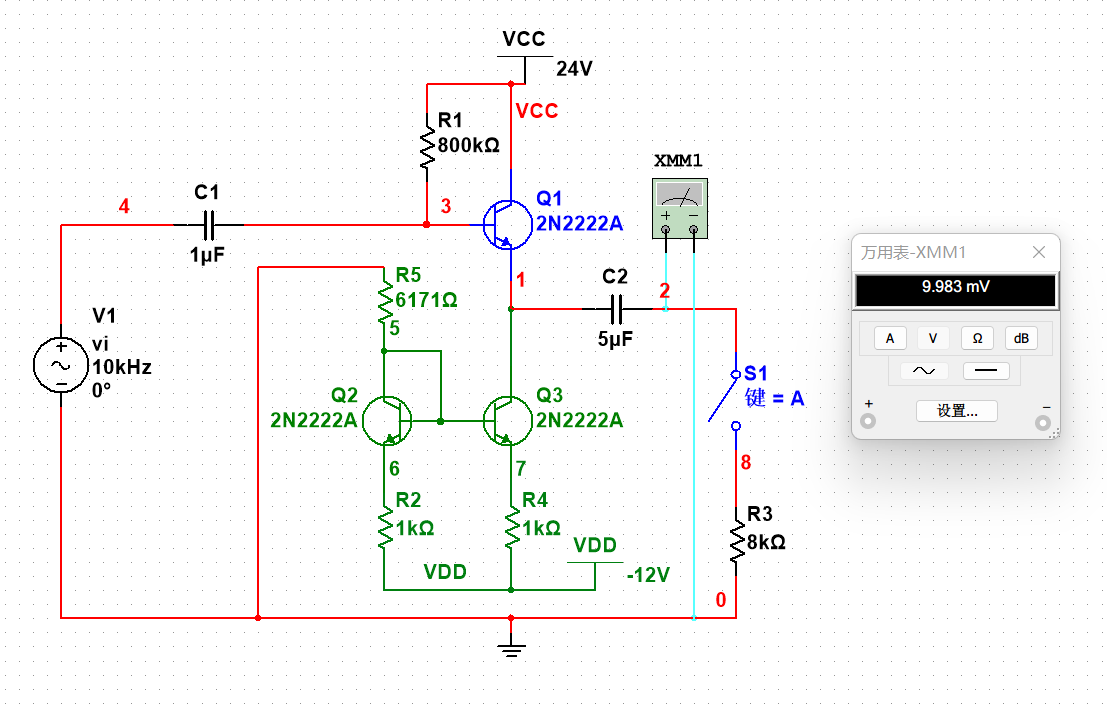 VCC
24V
VCC
R1
800kΩ
XMM1
C1
4
3
Q1
2N2222A
1µF
+ −
万用表-XMM1
R5
6171Ω
1
C2
2
9.983 mV
V1
vi
10kHz
0°
5
5µF
A V Ω dB
S1
键 = A
Q2
2N2222A
Q3
2N2222A
+ −
设置...
6
7
8
R2
1kΩ
R4
1kΩ
R3
8kΩ
VDD
VDD
-12V
0